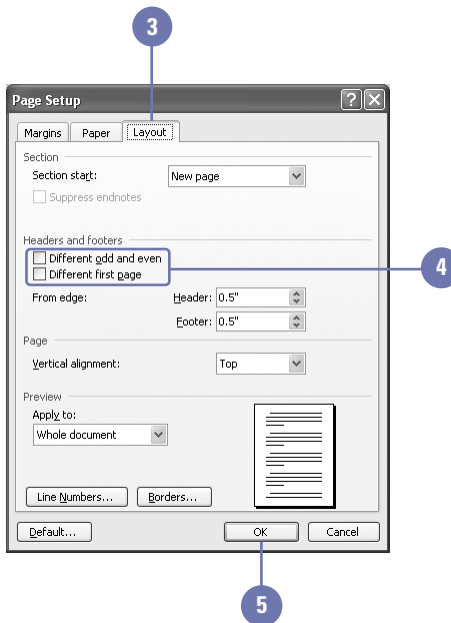 3
Page Setup
Margins Paper Layout
Section
Section start: New page
Suppress endnotes
Headers and footers
Different odd and even
Different first page
4
From edge: Header: 0.5"
Footer: 0.5"
Page
Vertical alignment: Top
Preview
Apply to:
Whole document
Line Numbers... Borders...
Default... OK Cancel
5